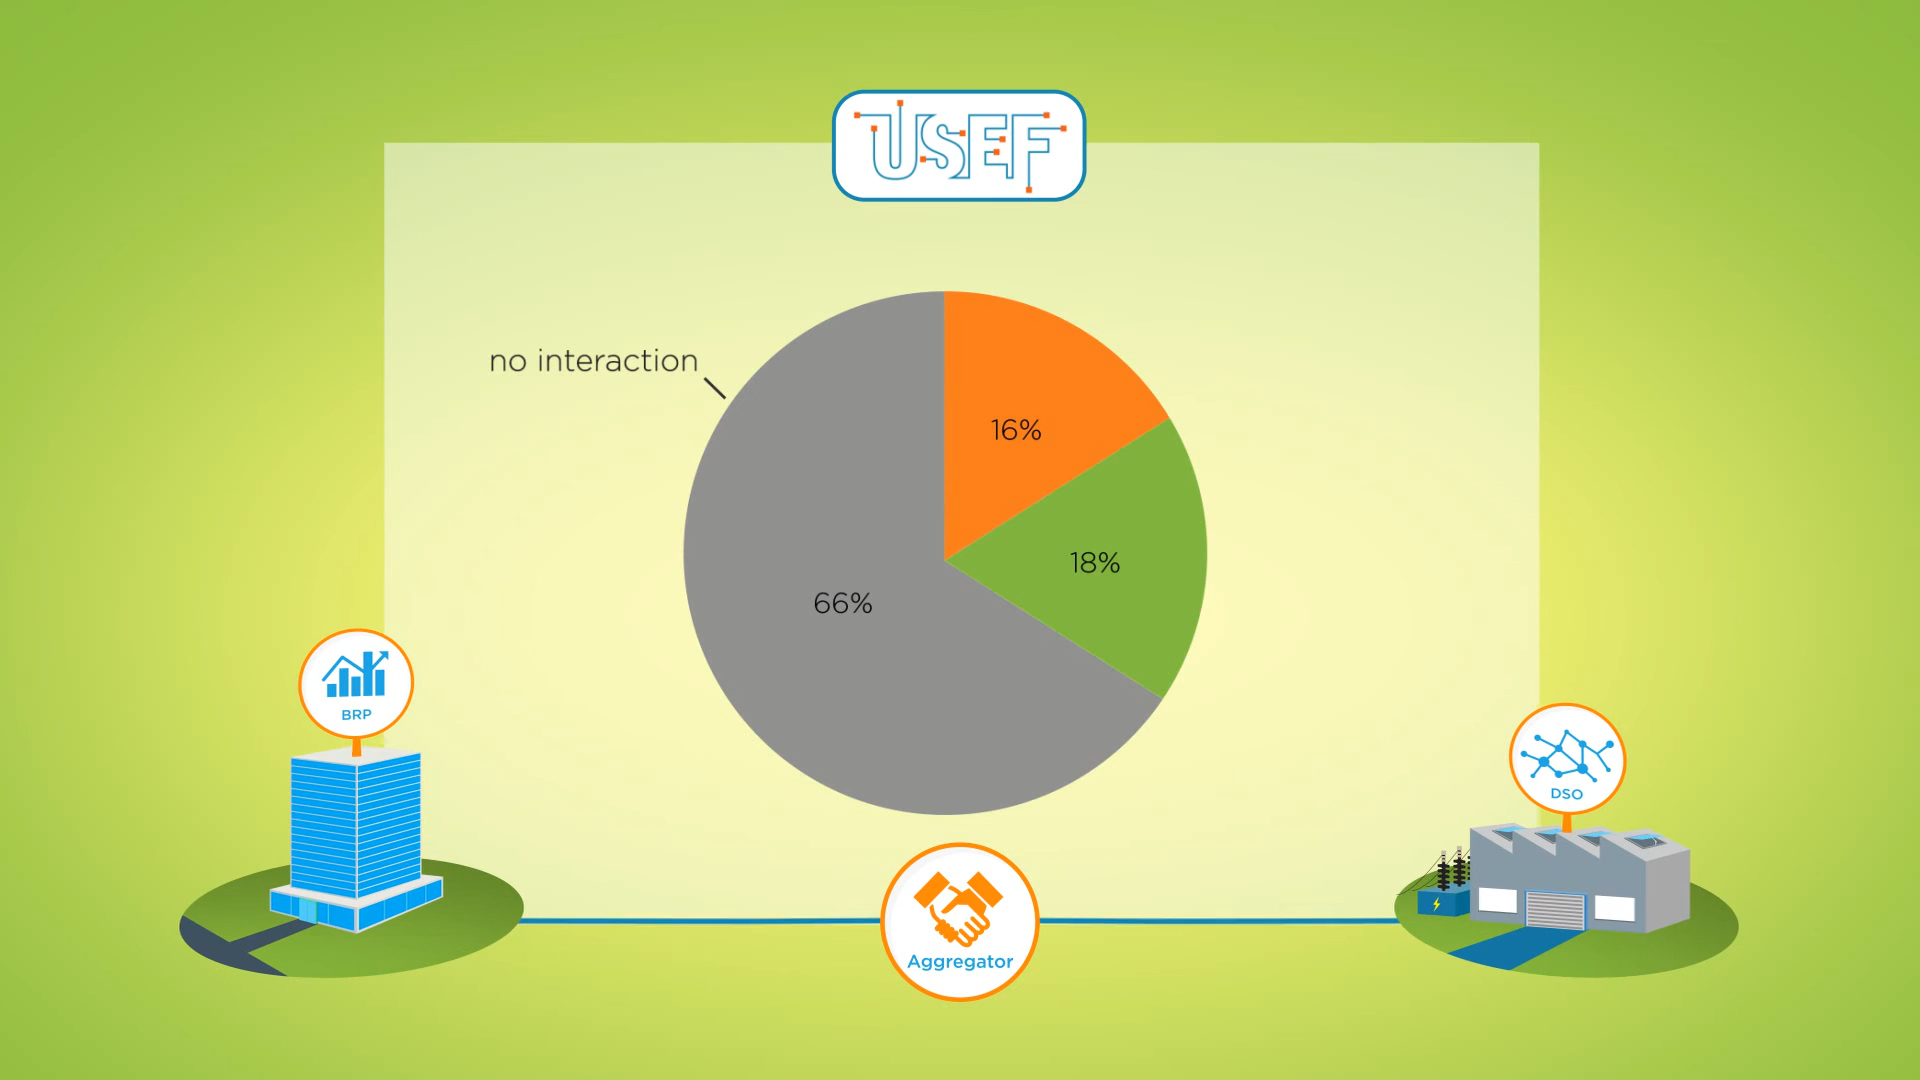 USEF
no interaction
16%
18%
66%
BRP
DSO
Aggregator